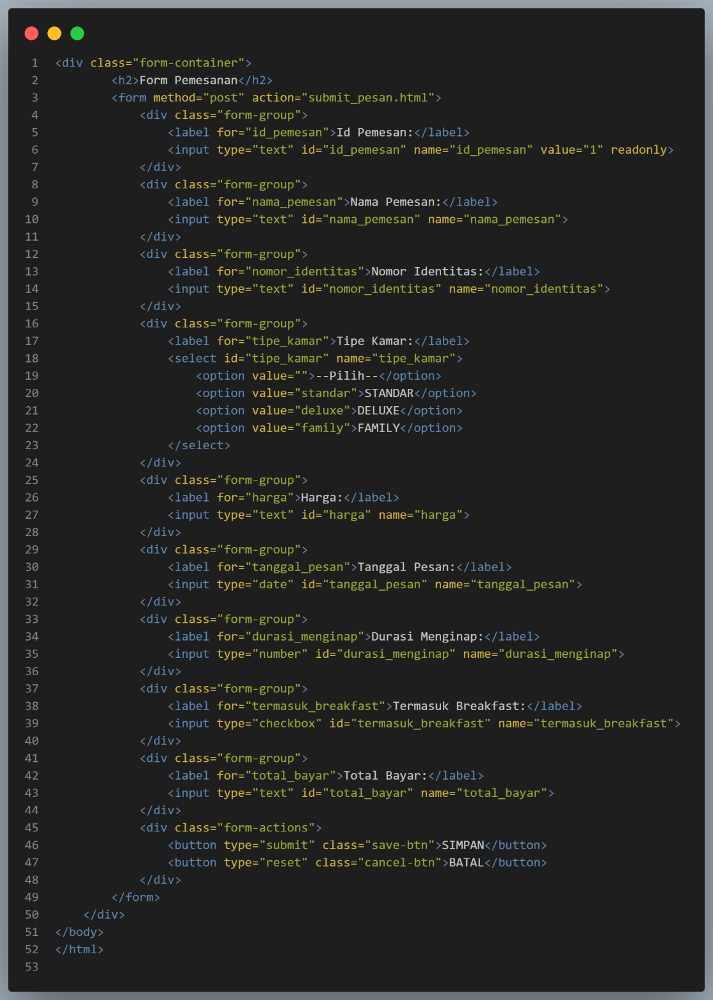 1 <div class="form-container">
2         <h2>Form Pemesanan</h2>
3         <form method="post" action="submit_pesan.html">
4             <div class="form-group">
5                 <label for="id_pemesan">Id Pemesan:</label>
6                 <input type="text" id="id_pemesan" name="id_pemesan" value="1" readonly>
7             </div>
8             <div class="form-group">
9                 <label for="nama_pemesan">Nama Pemesan:</label>
10                 <input type="text" id="nama_pemesan" name="nama_pemesan">
11             </div>
12             <div class="form-group">
13                 <label for="nomor_identitas">Nomor Identitas:</label>
14                 <input type="text" id="nomor_identitas" name="nomor_identitas">
15             </div>
16             <div class="form-group">
17                 <label for="tipe_kamar">Tipe Kamar:</label>
18                 <select id="tipe_kamar" name="tipe_kamar">
19                     <option value="">--Pilih--</option>
20                     <option value="standar">STANDAR</option>
21                     <option value="deluxe">DELUXE</option>
22                     <option value="family">FAMILY</option>
23                 </select>
24             </div>
25             <div class="form-group">
26                 <label for="harga">Harga:</label>
27                 <input type="text" id="harga" name="harga">
28             </div>
29             <div class="form-group">
30                 <label for="tanggal_pesan">Tanggal Pesan:</label>
31                 <input type="date" id="tanggal_pesan" name="tanggal_pesan">
32             </div>
33             <div class="form-group">
34                 <label for="durasi_menginap">Durasi Menginap:</label>
35                 <input type="number" id="durasi_menginap" name="durasi_menginap">
36             </div>
37             <div class="form-group">
38                 <label for="termasuk_breakfast">Termasuk Breakfast:</label>
39                 <input type="checkbox" id="termasuk_breakfast" name="termasuk_breakfast">
40             </div>
41             <div class="form-group">
42                 <label for="total_bayar">Total Bayar:</label>
43                 <input type="text" id="total_bayar" name="total_bayar">
44             </div>
45             <div class="form-actions">
46                 <button type="submit" class="save-btn">SIMPAN</button>
47                 <button type="reset" class="cancel-btn">BATAL</button>
48             </div>
49         </form>
50     </div>
51 </body>
52 </html>
53